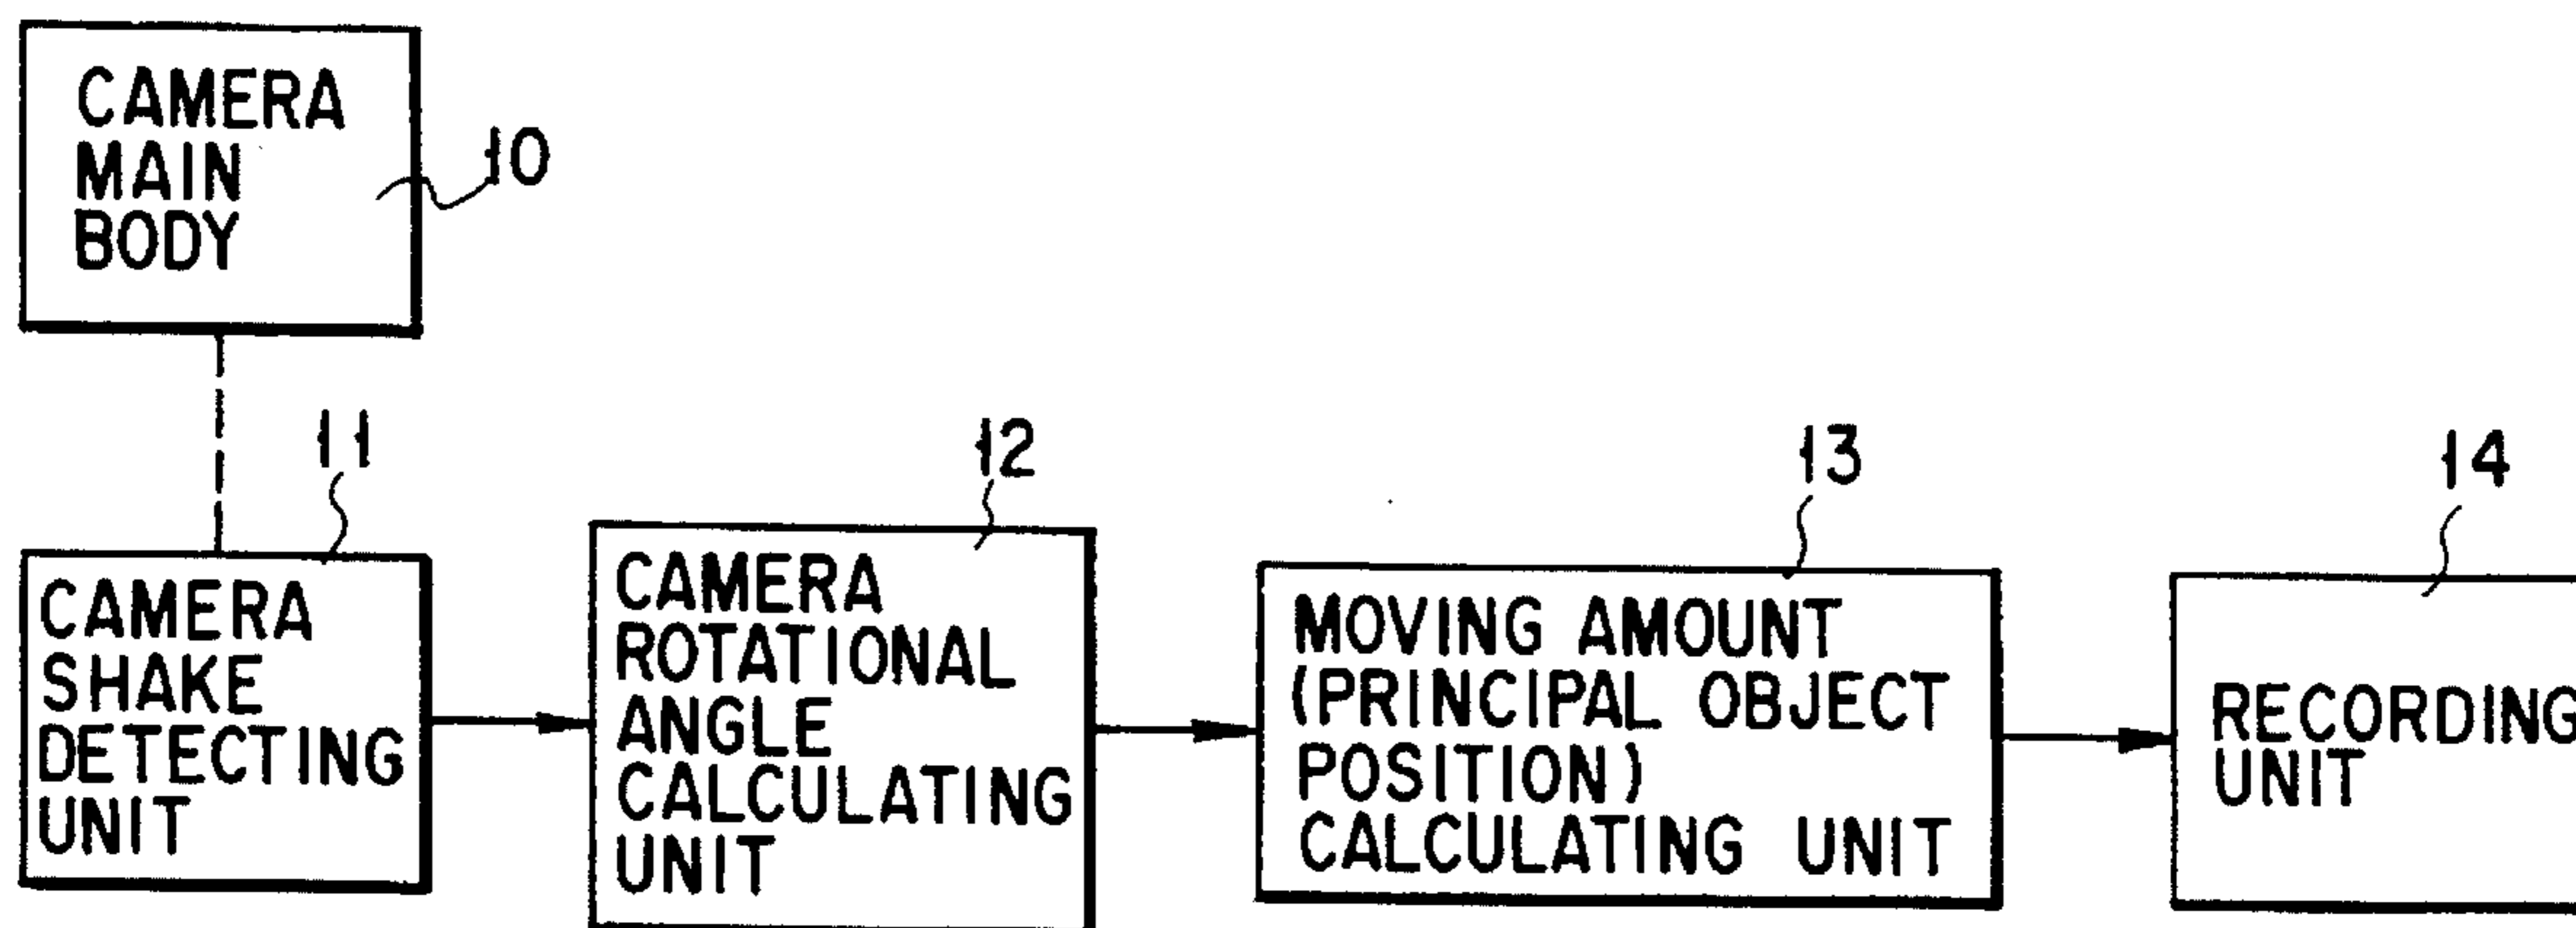 CAMERA
MAIN
BODY
10
11
CAMERA
SHAKE
DETECTING
UNIT
12
CAMERA
ROTATIONAL
ANGLE
CALCULATING
UNIT
13
MOVING AMOUNT
(PRINCIPAL OBJECT
POSITION)
CALCULATING UNIT
14
RECORDING
UNIT